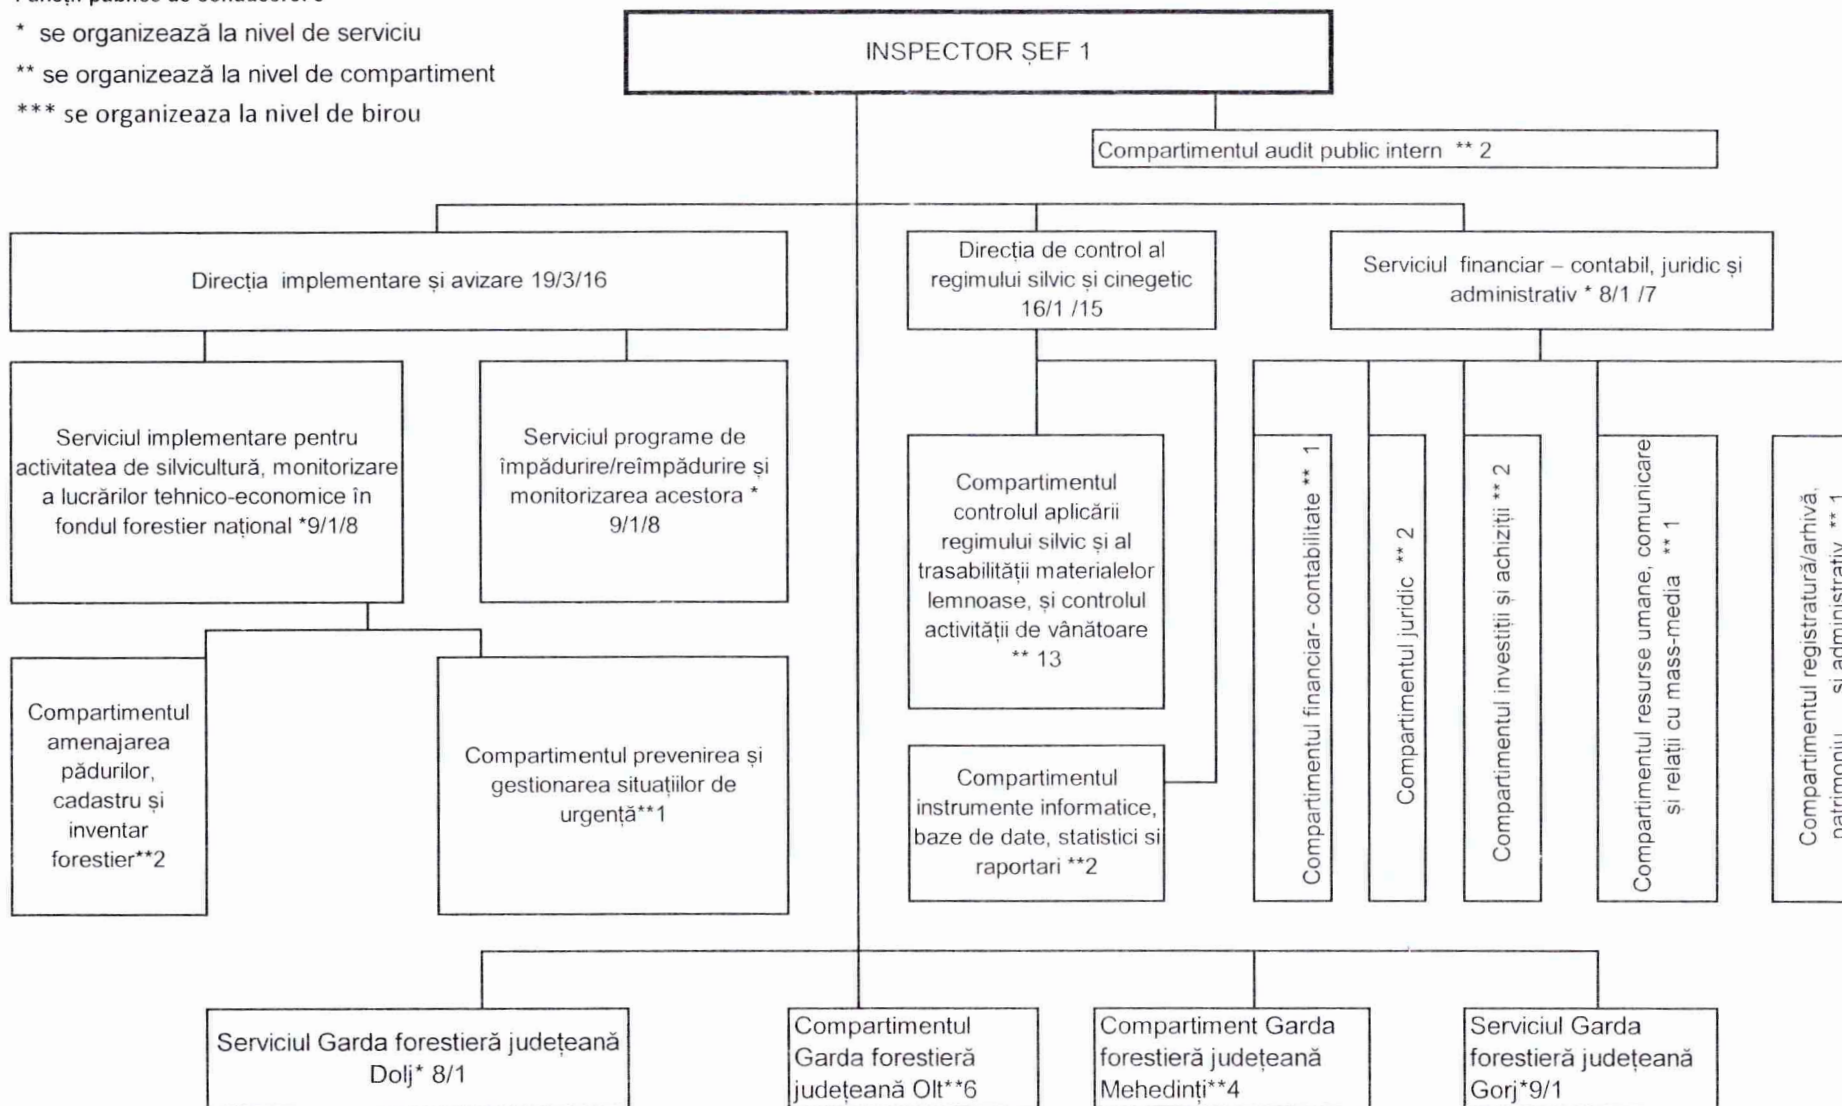 * se organizează la nivel de serviciu
** se organizează la nivel de compartiment
*** se organizeaza la nivel de birou
INSPECTOR ȘEF 1
Compartimentul audit public intern ** 2
Direcția implementare și avizare 19/3/16
Direcția de control al
regimului silvic și cinegetic
16/1 /15
Serviciul financiar – contabil, juridic și
administrativ * 8/1 /7
Serviciul implementare pentru
activitatea de silvicultură, monitorizare
a lucrărilor tehnico-economice în
fondul forestier național *9/1/8
Serviciul programe de
împădurire/reîmpădurire și
monitorizarea acestora *
9/1/8
Compartimentul
controlul aplicării
regimului silvic și al
trasabilității materialelor
lemnoase, și controlul
activității de vânătoare
** 13
Compartimentul financiar- contabilitate ** 1
Compartimentul juridic ** 2
Compartimentul investiții și achiziții ** 2
Compartimentul resurse umane, comunicare
și relații cu mass-media ** 1
Compartimentul registratură/arhivă,
patrimoniu și administrativ ** 1
Compartimentul
amenajarea
pădurilor,
cadastru și
inventar
forestier**2
Compartimentul prevenirea și
gestionarea situațiilor de
urgență**1
Compartimentul
instrumente informatice,
baze de date, statistici si
raportari **2
Serviciul Garda forestieră județeană
Dolj* 8/1
Compartimentul
Garda forestieră
județeană Olt**6
Compartiment Garda
forestieră județeană
Mehedinți**4
Serviciul Garda
forestieră județeană
Gorj*9/1